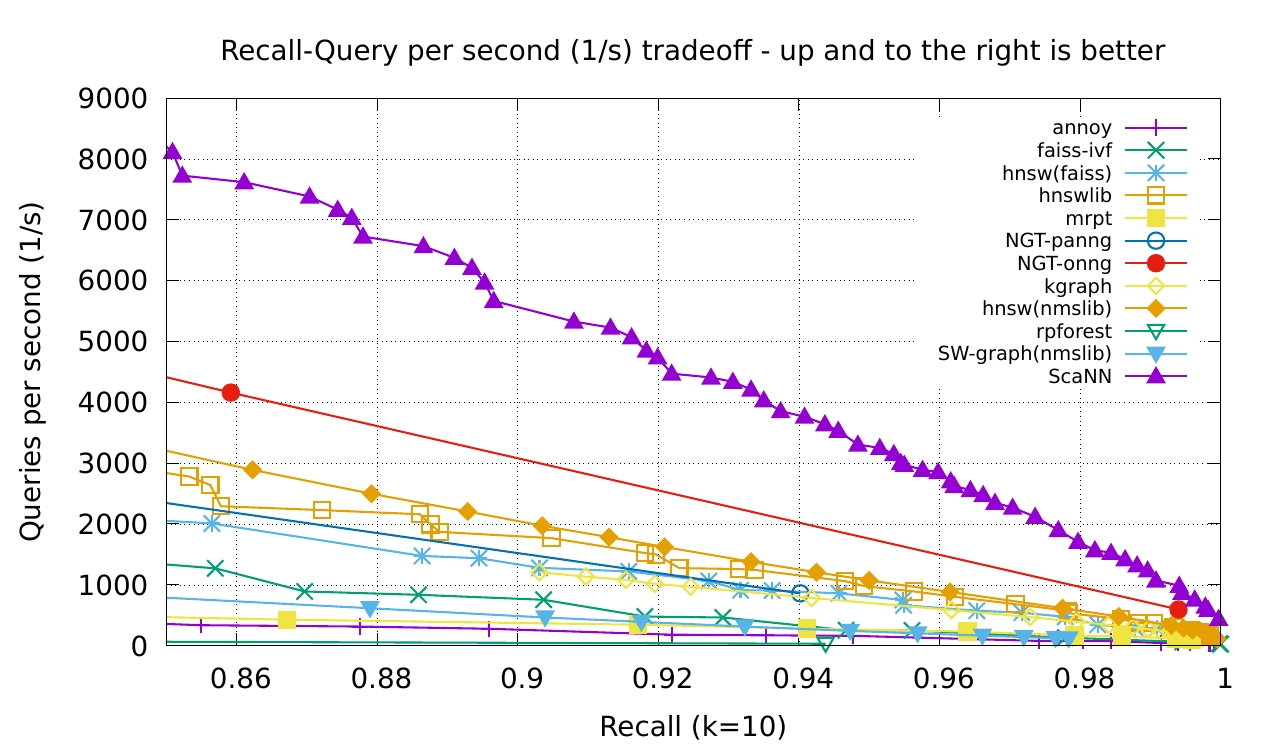 Recall-Query per second (1/s) tradeoff - up and to the right is better
9000
8000
7000
6000
5000
4000
3000
2000
1000
0
Queries per second (1/s)
annoy
faiss-ivf
hnsw(faiss)
hnswlib
mrpt
NGT-panng
NGT-onng
kgraph
hnsw(nmslib)
rpforest
SW-graph(nmslib)
ScaNN
0.86 0.88 0.9 0.92 0.94 0.96 0.98 1
Recall (k=10)